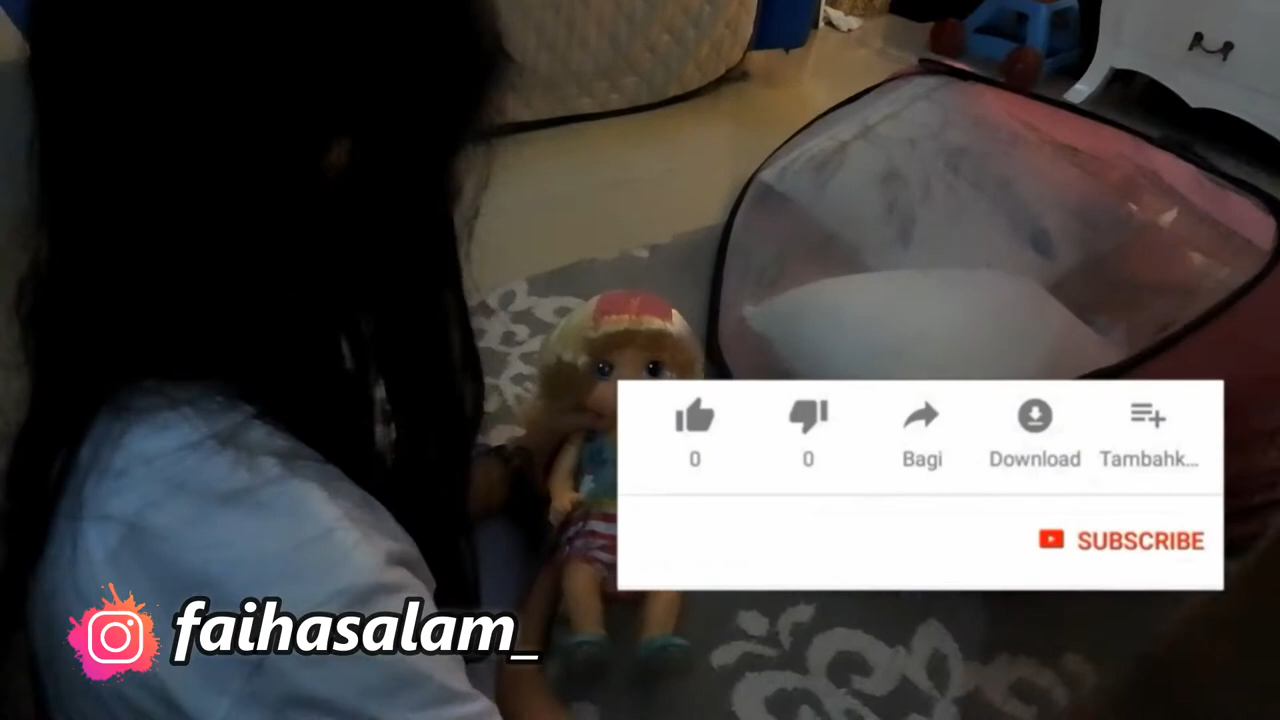 0
0
Bagi
Download
Tambahk...
SUBSCRIBE
faihasalam_